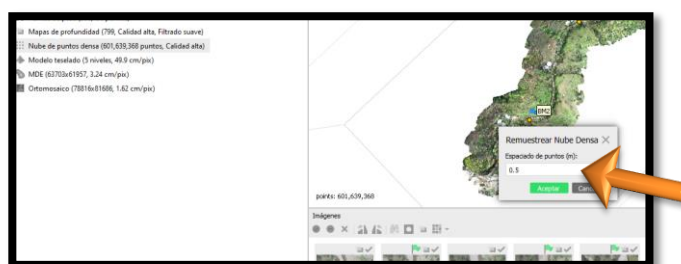 Mapas de profundidad (799, Calidad alta, Filtrado suave)
Nube de puntos densa (601,639,368 puntos, Calidad alta)
Modelo teselado (5 niveles, 49.9 cm/pix)
MDE (63703x61957, 3.24 cm/pix)
Ortomosaico (78816x81686, 1.62 cm/pix)
BM2
Remuestrear Nube Densa
Espaciado de puntos (m):
0.5
Aceptar
points: 601,639,368
Imágenes